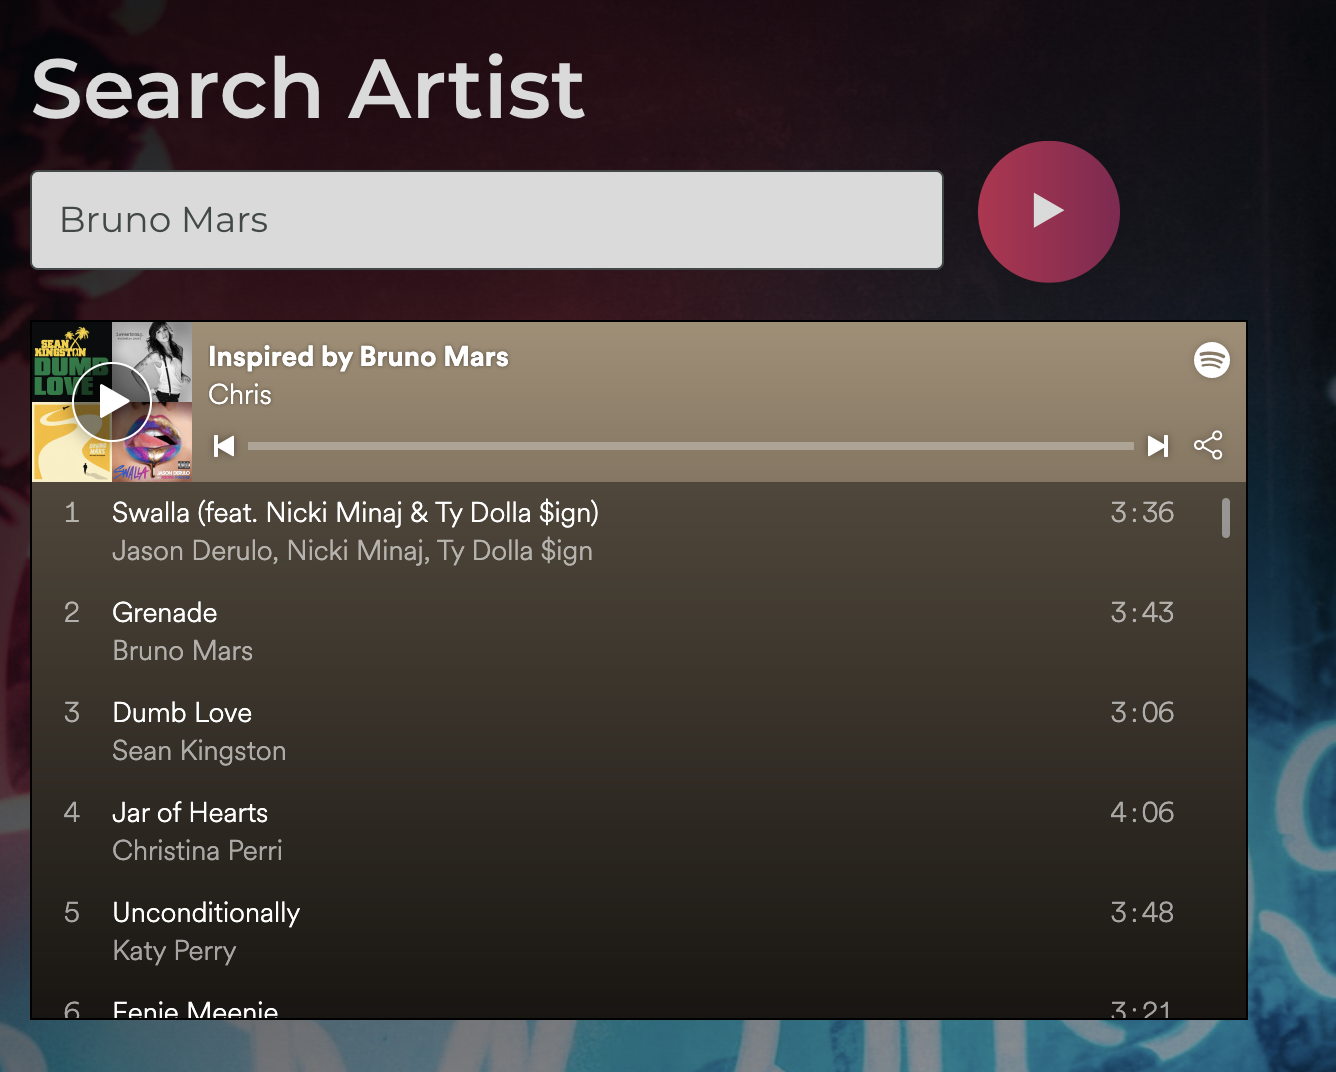 Search Artist
Bruno Mars
SEAN
KINGSTON
DUMB
LOVE
BRUNO
MARS
SWALLA
JASON DERULO
Inspired by Bruno Mars
Chris
1 Swalla (feat. Nicki Minaj & Ty Dolla $ign) 3:36
Jason Derulo, Nicki Minaj, Ty Dolla $ign
2 Grenade 3:43
Bruno Mars
3 Dumb Love 3:06
Sean Kingston
4 Jar of Hearts 4:06
Christina Perri
5 Unconditionally 3:48
Katy Perry
6 Eenie Meenie 3:21